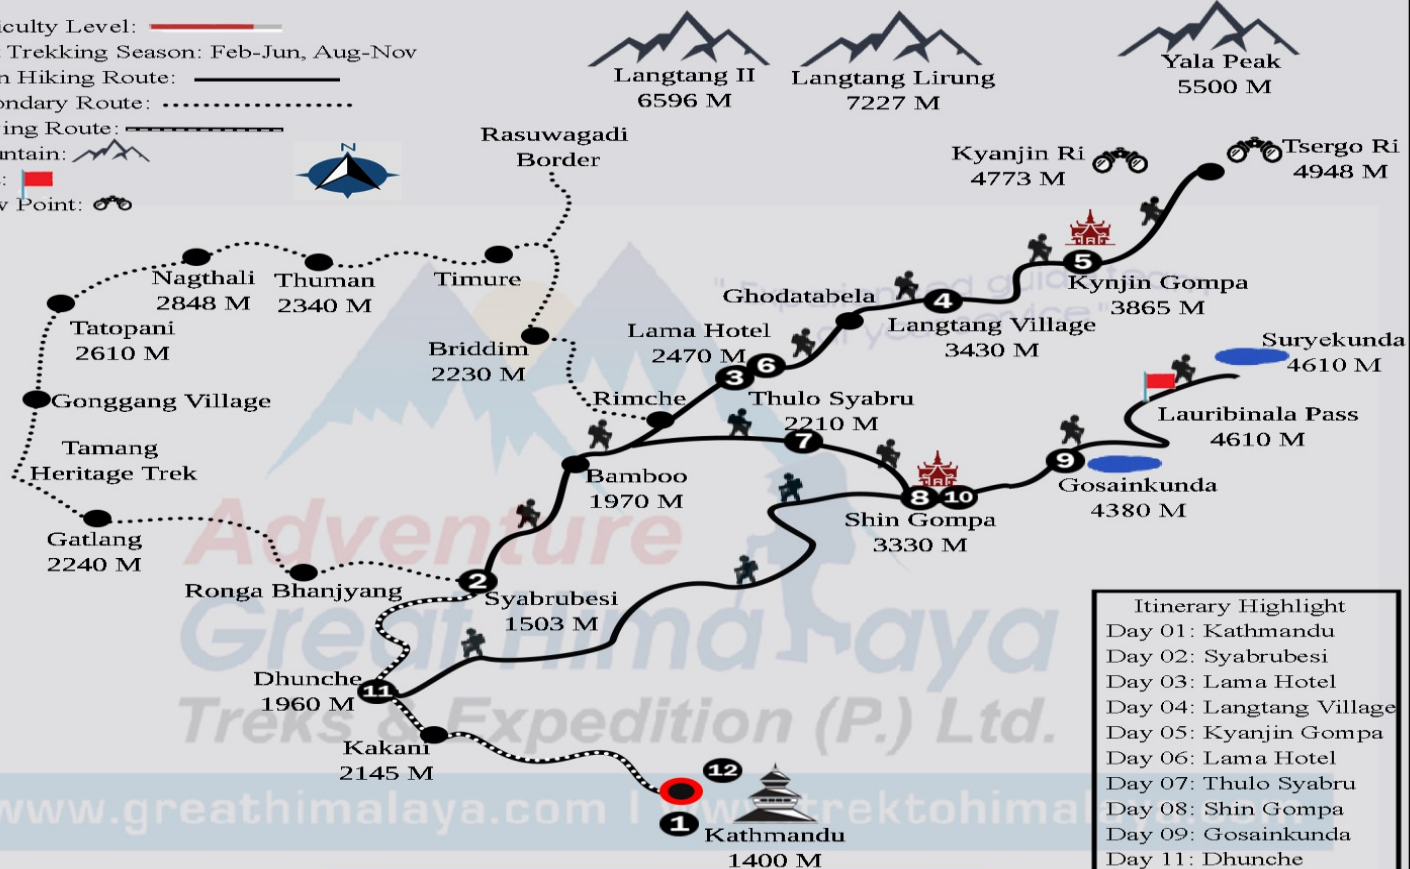 iculty Level:
Trekking Season: Feb-Jun, Aug-Nov
n Hiking Route:
ondary Route:
ing Route:
untain:
:
v Point:
N
Langtang II
6596 M
Langtang Lirung
7227 M
Yala Peak
5500 M
Rasuwagadi
Border
Kyanjin Ri
4773 M
Tsergo Ri
4948 M
Nagthali
2848 M
Thuman
2340 M
Timure
Tatopani
2610 M
Briddim
2230 M
Ghodatabela
4
Langtang Village
3430 M
5
Kynjin Gompa
3865 M
Lama Hotel
2470 M
3
6
Suryekunda
4610 M
Lauribinala Pass
4610 M
Gonggang Village
Rimche
Thulo Syabru
2210 M
7
Tamang
Heritage Trek
Bamboo
1970 M
8
10
Shin Gompa
3330 M
9
Gosainkunda
4380 M
Gatlang
2240 M
Ronga Bhanjyang
2
Syabrubesi
1503 M
Dhunche
1960 M
11
Kakani
2145 M
12
1
Kathmandu
1400 M
Adventure
Great Himalaya
Treks & Expedition (P.) Ltd.
www.greathimalaya.com | www.trektohimalaya.com
Itinerary Highlight
Day 01: Kathmandu
Day 02: Syabrubesi
Day 03: Lama Hotel
Day 04: Langtang Village
Day 05: Kyanjin Gompa
Day 06: Lama Hotel
Day 07: Thulo Syabru
Day 08: Shin Gompa
Day 09: Gosainkunda
Day 11: Dhunche